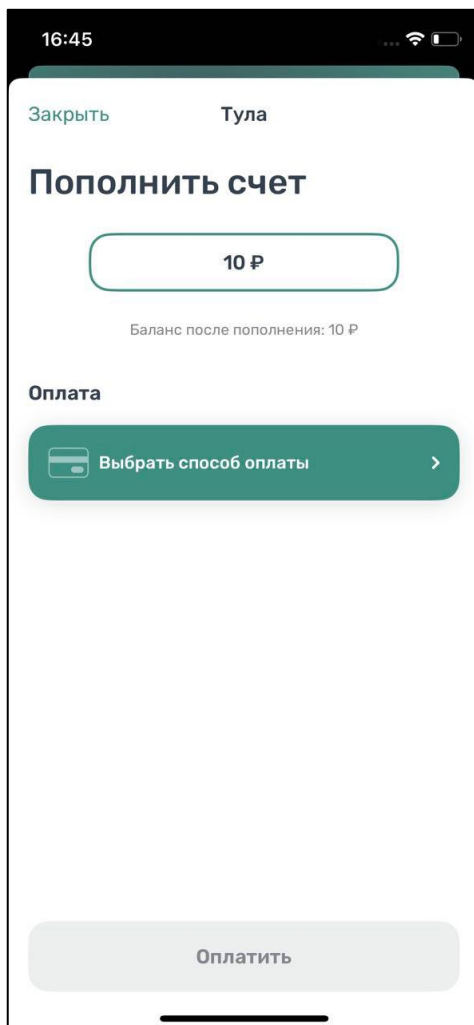 16:45
Закрыть
Тула
Пополнить счет
10 ₽
Баланс после пополнения: 10 ₽
Оплата
Выбрать способ оплаты
Оплатить